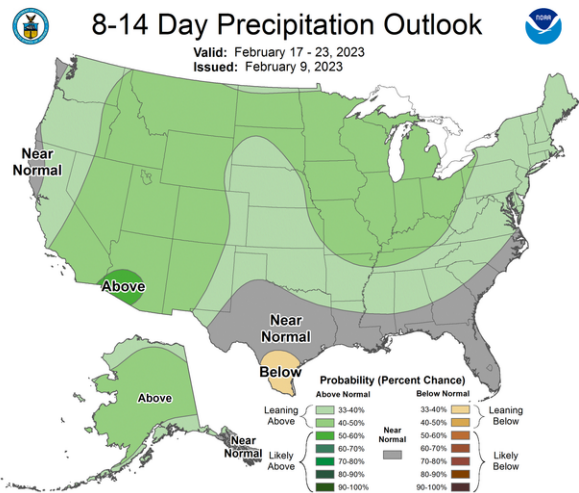 8-14 Day Precipitation Outlook
Valid: February 17 - 23, 2023
Issued: February 9, 2023
NOAA
Near
Normal
Above
Near
Normal
Below
Above
Near
Normal
Probability (Percent Chance)
Above Normal
Below Normal
Leaning
Above
33-40%
40-50%
Likely
Above
50-60%
60-70%
70-80%
80-90%
90-100%
Near
Normal
33-40%
40-50%
Leaning
Below
50-60%
60-70%
70-80%
80-90%
90-100%
Likely
Below